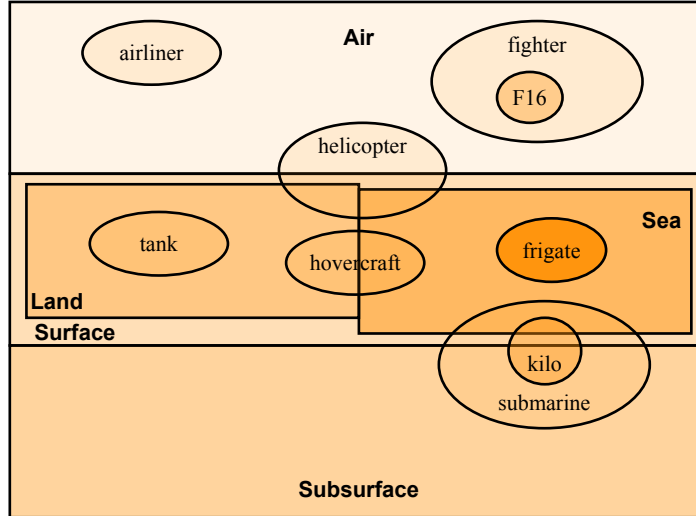 Air
airliner
fighter
F16
helicopter
Sea
tank
hovercraft
frigate
Land
Surface
kilo
submarine
Subsurface